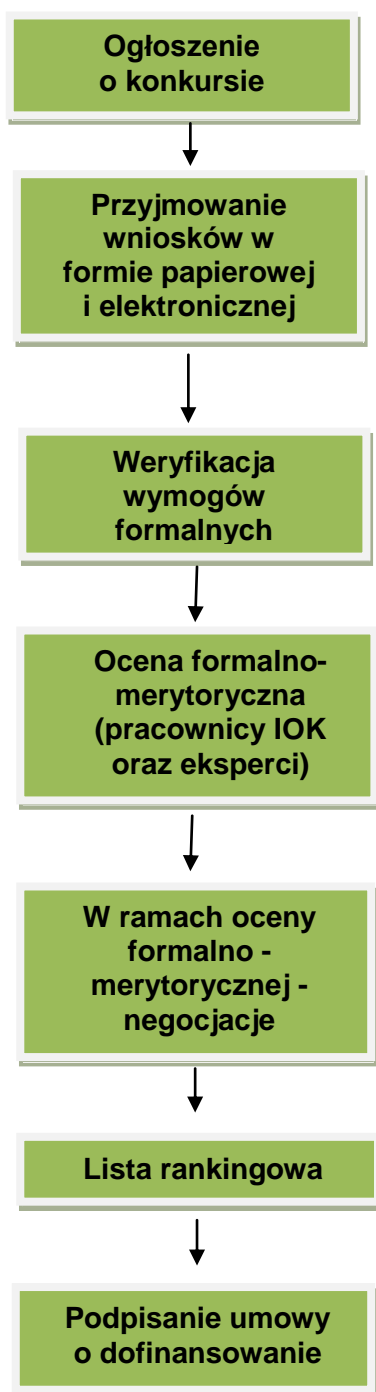 Ogłoszenie
o konkursie
Przyjmowanie
wniosków w
formie papierowej
i elektronicznej
Weryfikacja
wymogów
formalnych
Ocena formalno-
merytoryczna
(pracownicy IOK
oraz eksperci)
W ramach oceny
formalno -
merytorycznej -
negocjacje
Lista rankingowa
Podpisanie umowy
o dofinansowanie